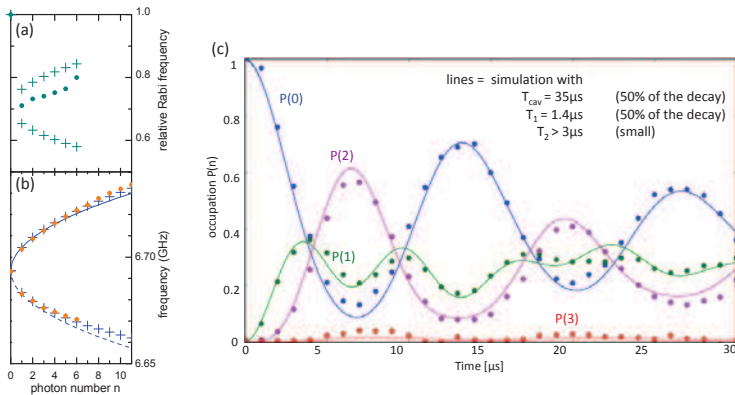 (a)
1.0
0.8
0.6
relative Rabi frequency
(b)
6.70
6.65
frequency (GHz)
0 2 4 6 8 10
photon number n
(c)
1
0.8
0.6
0.4
0.2
0
occupation P(n)
P(0)
P(2)
P(1)
P(3)
lines = simulation with
T_cav = 35µs (50% of the decay)
T_1 = 1.4µs (50% of the decay)
T_2 > 3µs (small)
0 5 10 15 20 25 30
Time [µs]